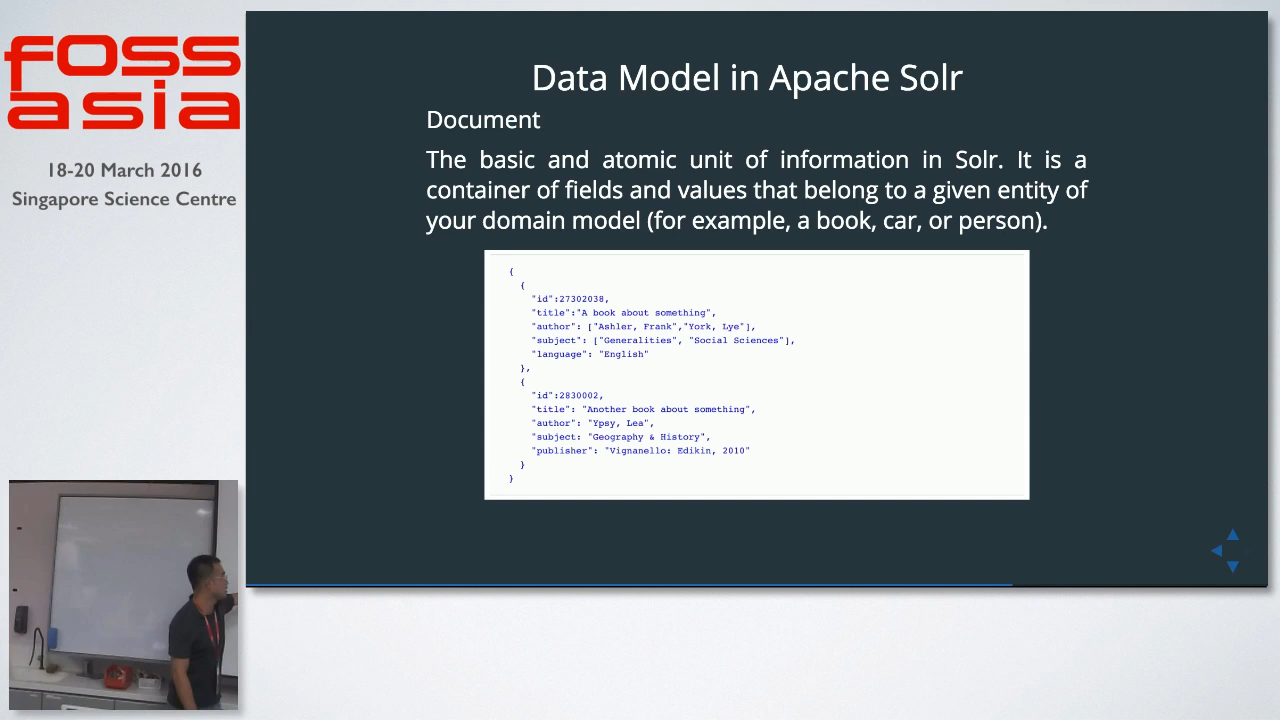 foss
asia
18-20 March 2016
Singapore Science Centre
Data Model in Apache Solr
Document
The basic and atomic unit of information in Solr. It is a
container of fields and values that belong to a given entity of
your domain model (for example, a book, car, or person).
{
{
"id":27302038,
"title":"A book about something",
"author": ["Ashler, Frank","York, Lye"],
"subject": ["Generalities", "Social Sciences"],
"language": "English"
},
{
"id":2830002,
"title": "Another book about something",
"author": "Ypsy, Lea",
"subject: "Geography & History",
"publisher": "Vignanello: Edikin, 2010"
}
}